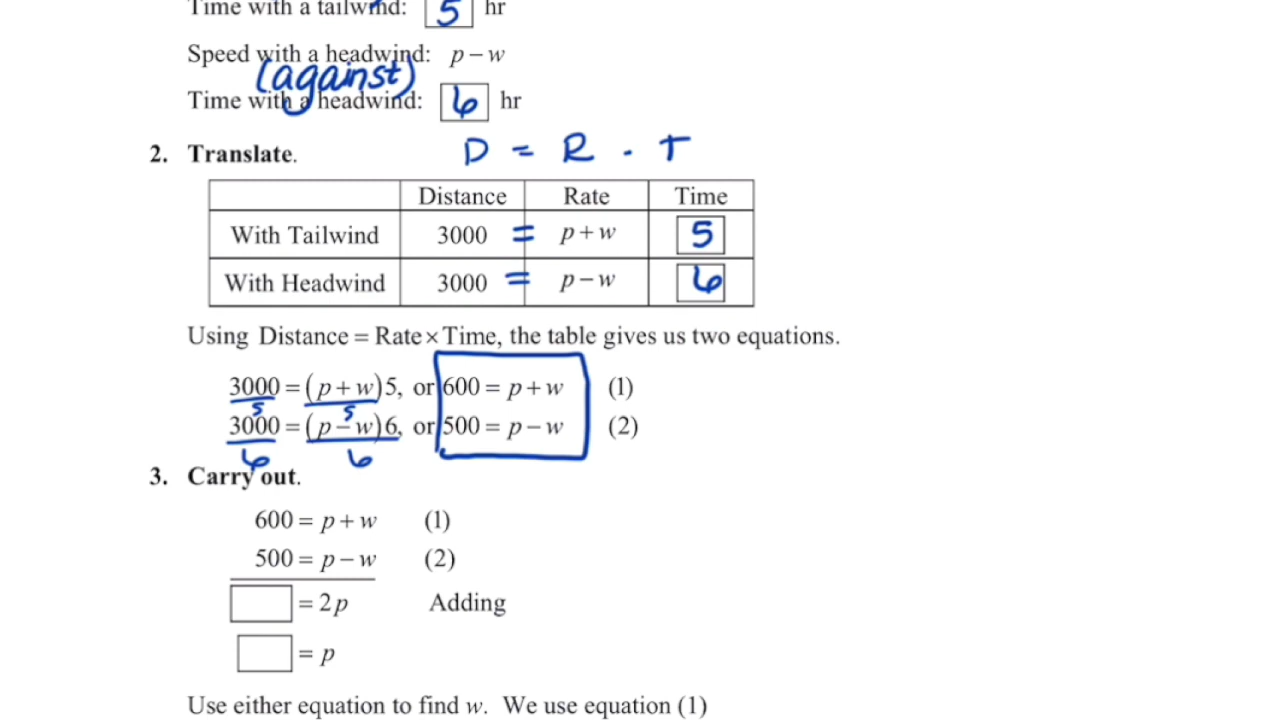 Time with a tailwind: 5 hr
Speed with a headwind: p − w
(against)
Time with a headwind: 6 hr
2. Translate. D = R · T
Distance Rate Time
With Tailwind 3000 = p + w 5
With Headwind 3000 = p − w 6
Using Distance = Rate × Time, the table gives us two equations.
3000 = (p + w)5, or 600 = p + w (1)
5 5
3000 = (p − w)6, or 500 = p − w (2)
6 6
3. Carry out.
600 = p + w (1)
500 = p − w (2)
= 2p Adding
= p
Use either equation to find w. We use equation (1)